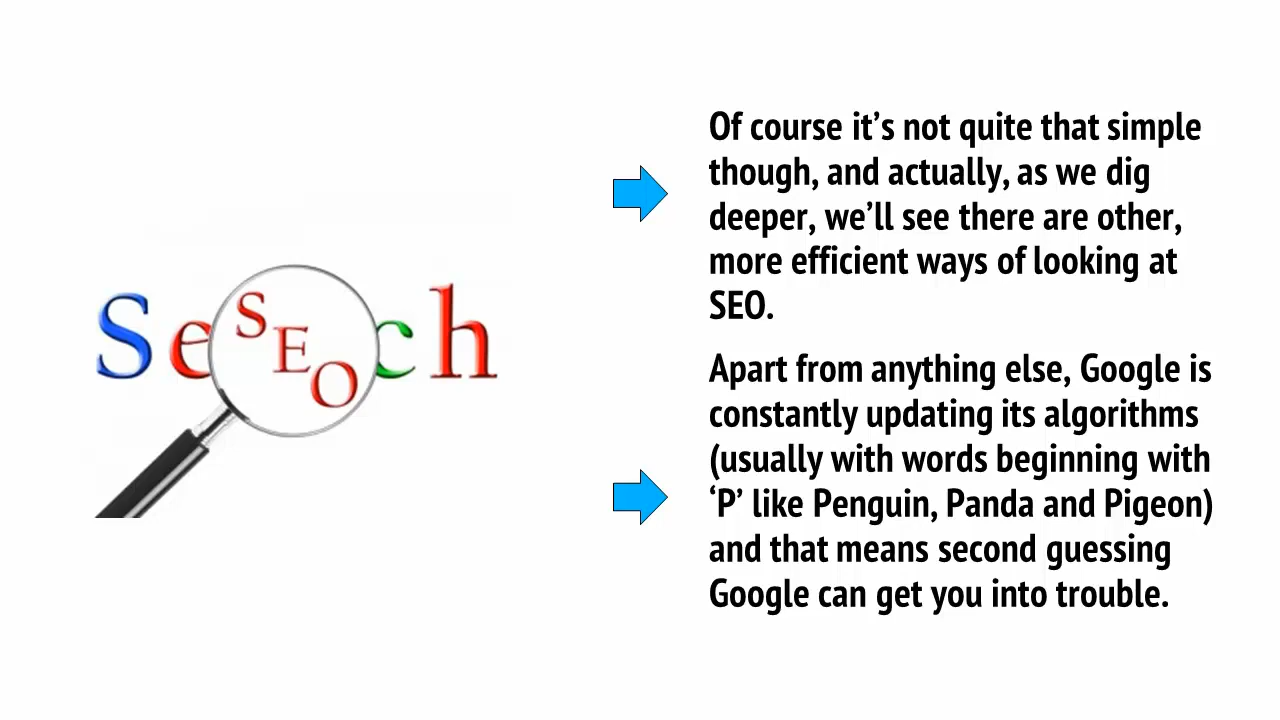 Se
S
E
O
ch
Of course it’s not quite that simple
though, and actually, as we dig
deeper, we’ll see there are other,
more efficient ways of looking at
SEO.
Apart from anything else, Google is
constantly updating its algorithms
(usually with words beginning with
‘P’ like Penguin, Panda and Pigeon)
and that means second guessing
Google can get you into trouble.